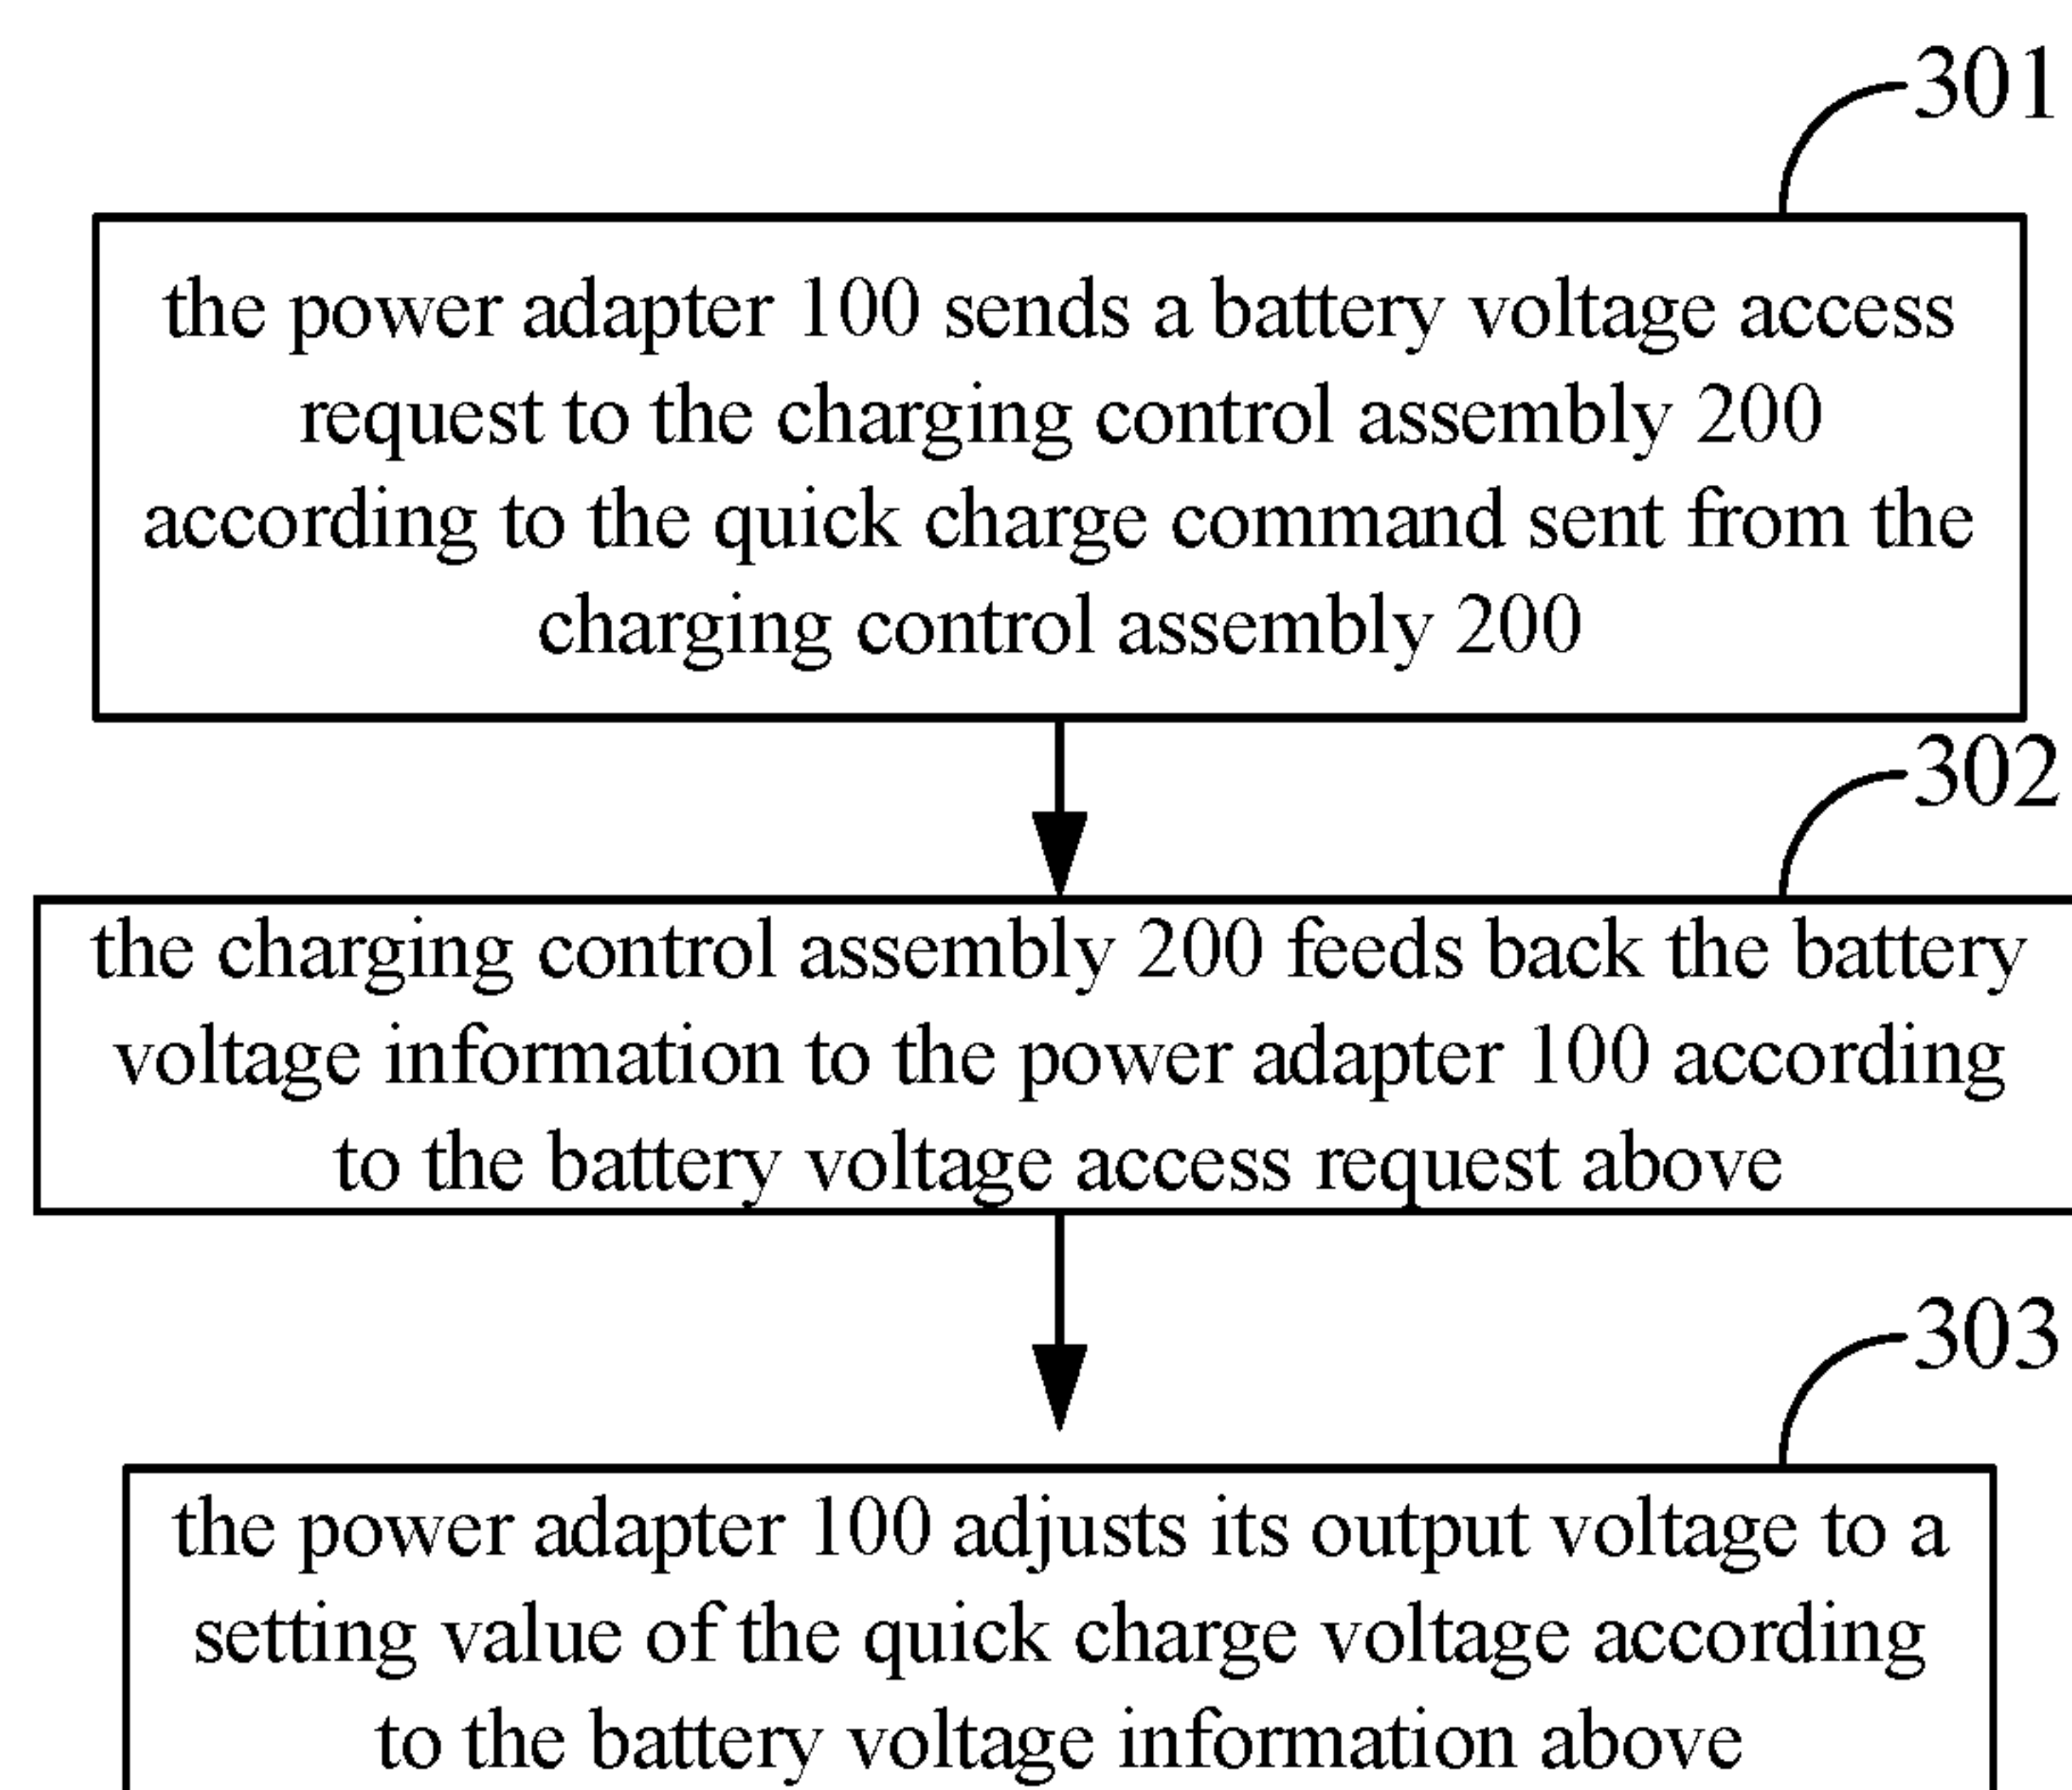 301
the power adapter 100 sends a battery voltage access
request to the charging control assembly 200
according to the quick charge command sent from the
charging control assembly 200
302
the charging control assembly 200 feeds back the battery
voltage information to the power adapter 100 according
to the battery voltage access request above
303
the power adapter 100 adjusts its output voltage to a
setting value of the quick charge voltage according
to the battery voltage information above